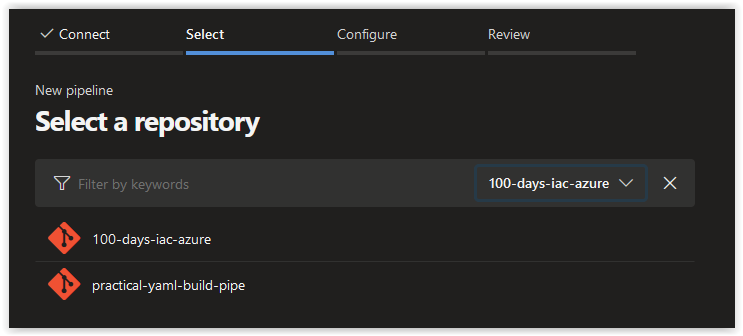 Connect Select Configure Review
New pipeline
Select a repository
Filter by keywords 100-days-iac-azure
100-days-iac-azure
practical-yaml-build-pipe